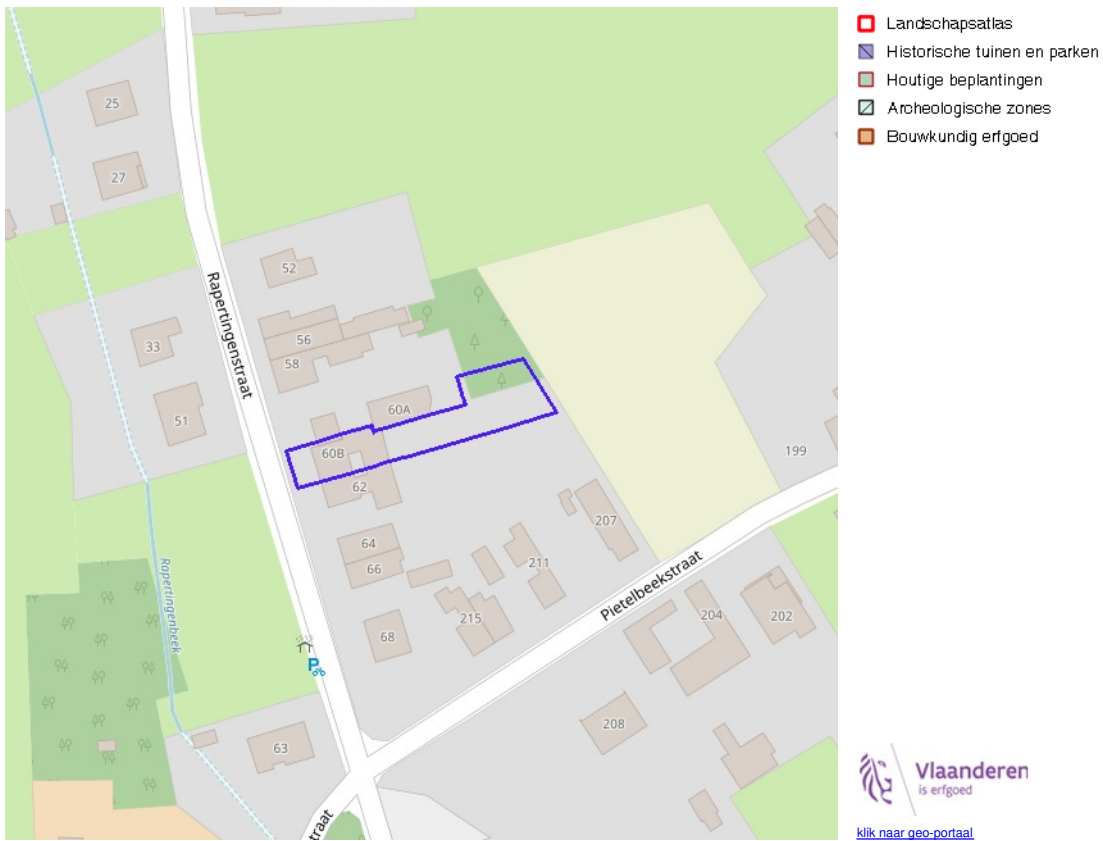 25
27
Rapertingenstraat
52
33
56
58
51
60A
60B
62
199
207
64
66
211
Pietelbeekstraat
Rapertingenbeek
215
204
202
68
P
208
63
traat
Landschapsatlas
Historische tuinen en parken
Houtige beplantingen
Archeologische zones
Bouwkundig erfgoed
Vlaanderen
is erfgoed
klik naar geo-portaal